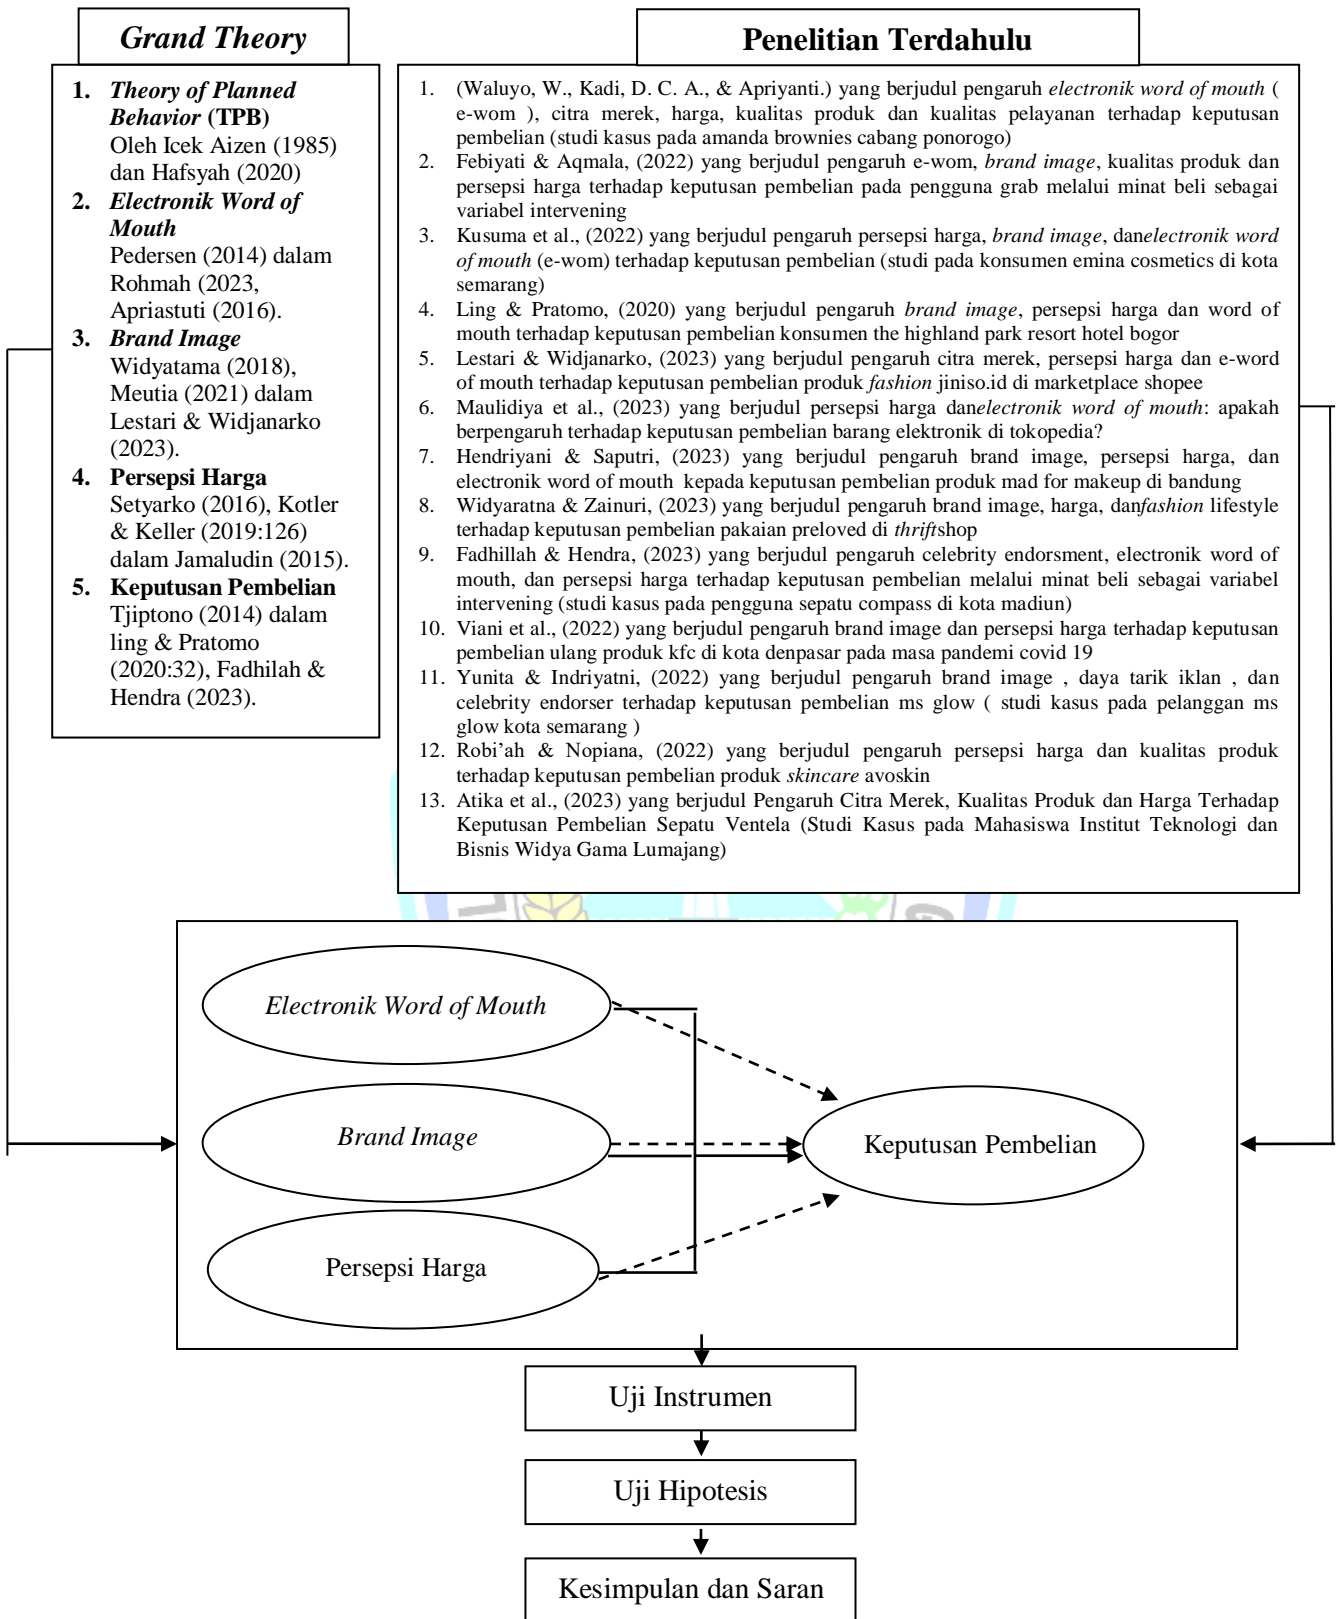 Grand Theory
1. Theory of Planned
Behavior (TPB)
Oleh Icek Aizen (1985)
dan Hafsyah (2020)
2. Electronik Word of
Mouth
Pedersen (2014) dalam
Rohmah (2023,
Apriastuti (2016).
3. Brand Image
Widyatama (2018),
Meutia (2021) dalam
Lestari & Widjanarko
(2023).
4. Persepsi Harga
Setyarko (2016), Kotler
& Keller (2019:126)
dalam Jamaludin (2015).
5. Keputusan Pembelian
Tjiptono (2014) dalam
ling & Pratomo
(2020:32), Fadhilah &
Hendra (2023).
Penelitian Terdahulu
1. (Waluyo, W., Kadi, D. C. A., & Apriyanti.) yang berjudul pengaruh electronik word of mouth (
e-wom ), citra merek, harga, kualitas produk dan kualitas pelayanan terhadap keputusan
pembelian (studi kasus pada amanda brownies cabang ponorogo)
2. Febiyati & Aqmala, (2022) yang berjudul pengaruh e-wom, brand image, kualitas produk dan
persepsi harga terhadap keputusan pembelian pada pengguna grab melalui minat beli sebagai
variabel intervening
3. Kusuma et al., (2022) yang berjudul pengaruh persepsi harga, brand image, danelectronik word
of mouth (e-wom) terhadap keputusan pembelian (studi pada konsumen emina cosmetics di kota
semarang)
4. Ling & Pratomo, (2020) yang berjudul pengaruh brand image, persepsi harga dan word of
mouth terhadap keputusan pembelian konsumen the highland park resort hotel bogor
5. Lestari & Widjanarko, (2023) yang berjudul pengaruh citra merek, persepsi harga dan e-word
of mouth terhadap keputusan pembelian produk fashion jiniso.id di marketplace shopee
6. Maulidiya et al., (2023) yang berjudul persepsi harga danelectronik word of mouth: apakah
berpengaruh terhadap keputusan pembelian barang elektronik di tokopedia?
7. Hendriyani & Saputri, (2023) yang berjudul pengaruh brand image, persepsi harga, dan
electronik word of mouth kepada keputusan pembelian produk mad for makeup di bandung
8. Widyaratna & Zainuri, (2023) yang berjudul pengaruh brand image, harga, danfashion lifestyle
terhadap keputusan pembelian pakaian preloved di thriftshop
9. Fadhillah & Hendra, (2023) yang berjudul pengaruh celebrity endorsment, electronik word of
mouth, dan persepsi harga terhadap keputusan pembelian melalui minat beli sebagai variabel
intervening (studi kasus pada pengguna sepatu compass di kota madiun)
10. Viani et al., (2022) yang berjudul pengaruh brand image dan persepsi harga terhadap keputusan
pembelian ulang produk kfc di kota denpasar pada masa pandemi covid 19
11. Yunita & Indriyatni, (2022) yang berjudul pengaruh brand image , daya tarik iklan , dan
celebrity endorser terhadap keputusan pembelian ms glow ( studi kasus pada pelanggan ms
glow kota semarang )
12. Robi'ah & Nopiana, (2022) yang berjudul pengaruh persepsi harga dan kualitas produk
terhadap keputusan pembelian produk skincare avoskin
13. Atika et al., (2023) yang berjudul Pengaruh Citra Merek, Kualitas Produk dan Harga Terhadap
Keputusan Pembelian Sepatu Ventela (Studi Kasus pada Mahasiswa Institut Teknologi dan
Bisnis Widya Gama Lumajang)
Electronik Word of Mouth
Brand Image
Keputusan Pembelian
Persepsi Harga
Uji Instrumen
Uji Hipotesis
Kesimpulan dan Saran